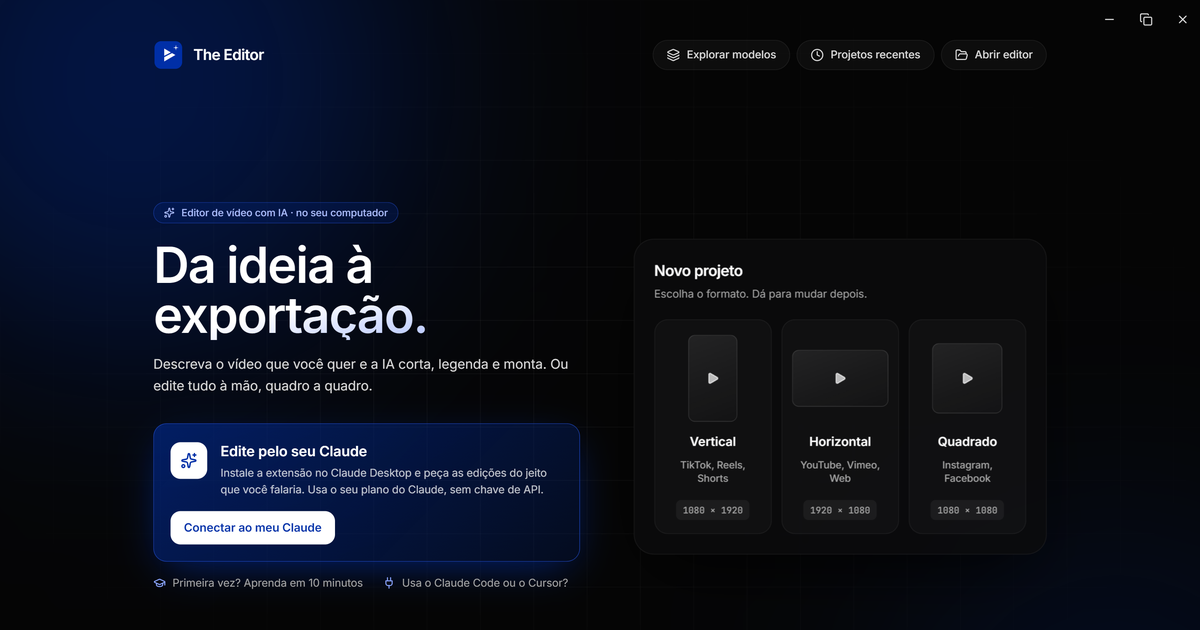 The Editor
Explorar modelos
Projetos recentes
Abrir editor
Editor de vídeo com IA · no seu computador
Da ideia à
exportação.
Descreva o vídeo que você quer e a IA corta, legenda e monta. Ou
edite tudo à mão, quadro a quadro.
Edite pelo seu Claude
Instale a extensão no Claude Desktop e peça as edições do jeito
que você falaria. Usa o seu plano do Claude, sem chave de API.
Conectar ao meu Claude
Primeira vez? Aprenda em 10 minutos
Usa o Claude Code ou o Cursor?
Novo projeto
Escolha o formato. Dá para mudar depois.
Vertical
TikTok, Reels,
Shorts
1080 × 1920
Horizontal
YouTube, Vimeo,
Web
1920 × 1080
Quadrado
Instagram,
Facebook
1080 × 1080